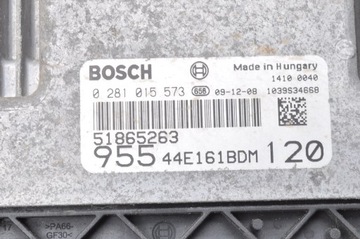 BOSCH
Made in Hungary
1410 0040
0 281 015 573 658 09-12-08 1039S34668
51865263
955 44E161BDM 120
>PA66-
GF30<